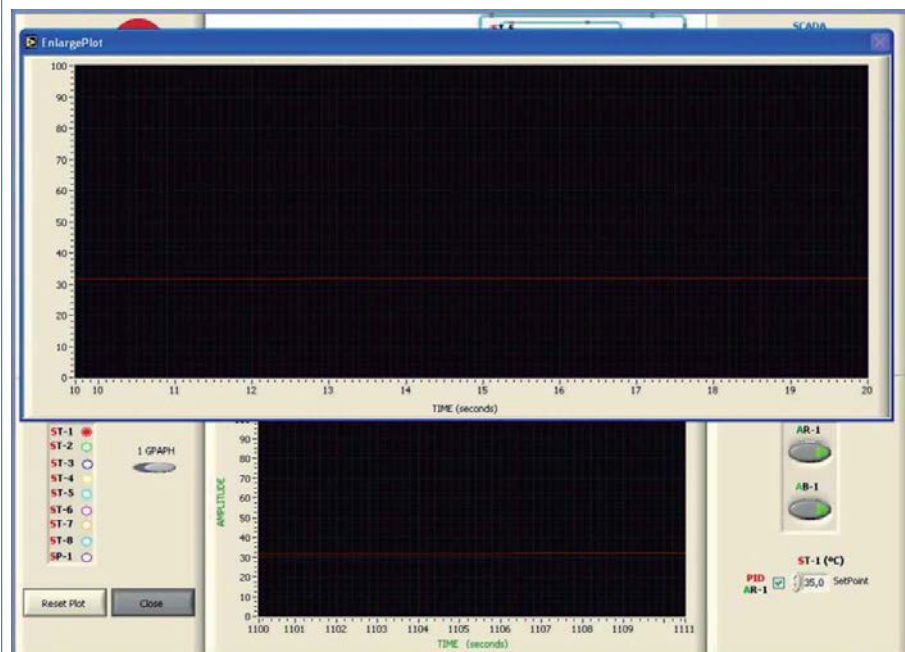 ST-5
SCADA
EnlargePlot
100
90
80
70
60
50
40
30
20
10
0
10 10 11 12 13 14 15 16 17 18 19 20
TIME (seconds)
ST-1
ST-2
ST-3
ST-4
ST-5
ST-6
ST-7
ST-8
SP-1
1 GPAPH
Reset Plot
Close
AMPLITUDE
90
80
70
60
50
40
30
20
10
0
1100 1101 1102 1103 1104 1105 1106 1107 1108 1109 1111
TIME (seconds)
AR-1
AB-1
ST-1 (ºC)
PID
AR-1
35,0 SetPoint